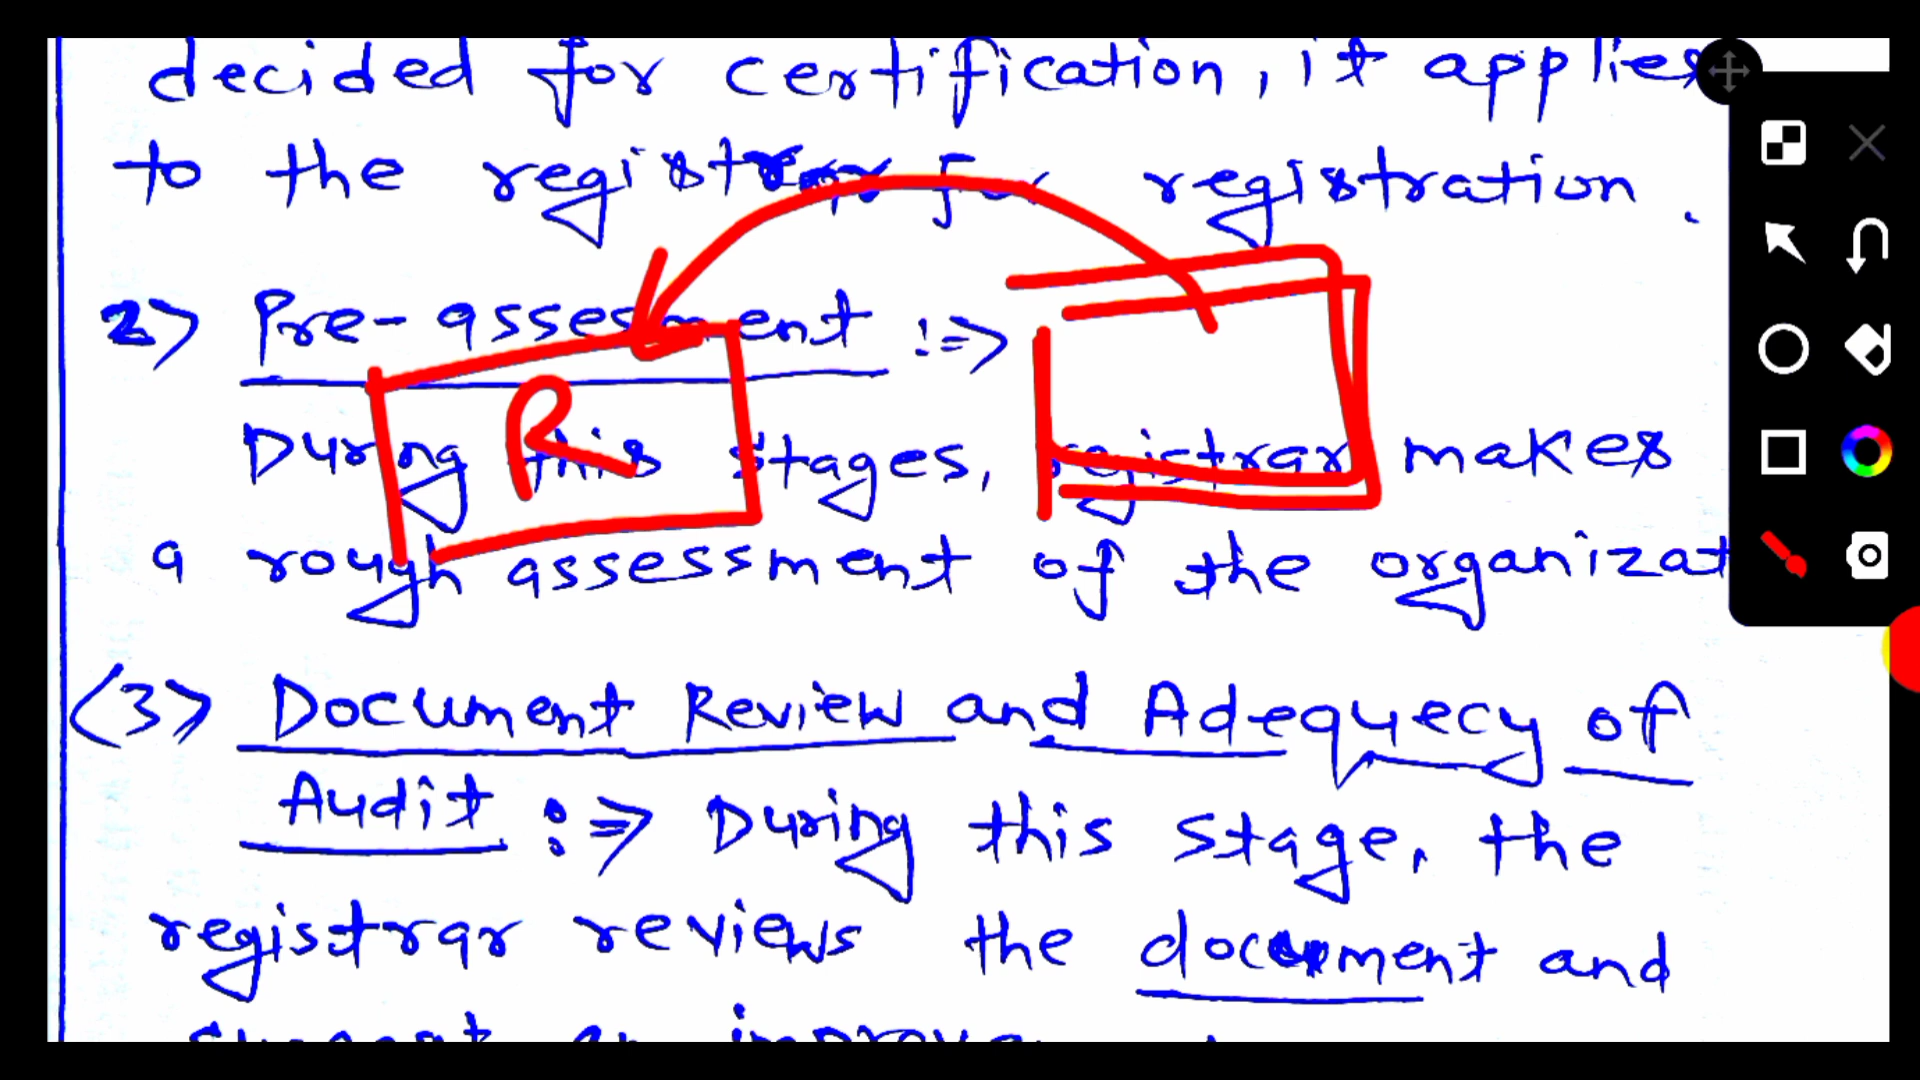 decided for certification, it applies
to the registrar for registration.
2) Pre-assesment :=>
During this stages, registrar makes
a rough assessment of the organizat
R
(3) Document Review and Adequecy of
Audit :=> During this stage, the
registrar reviews the document and